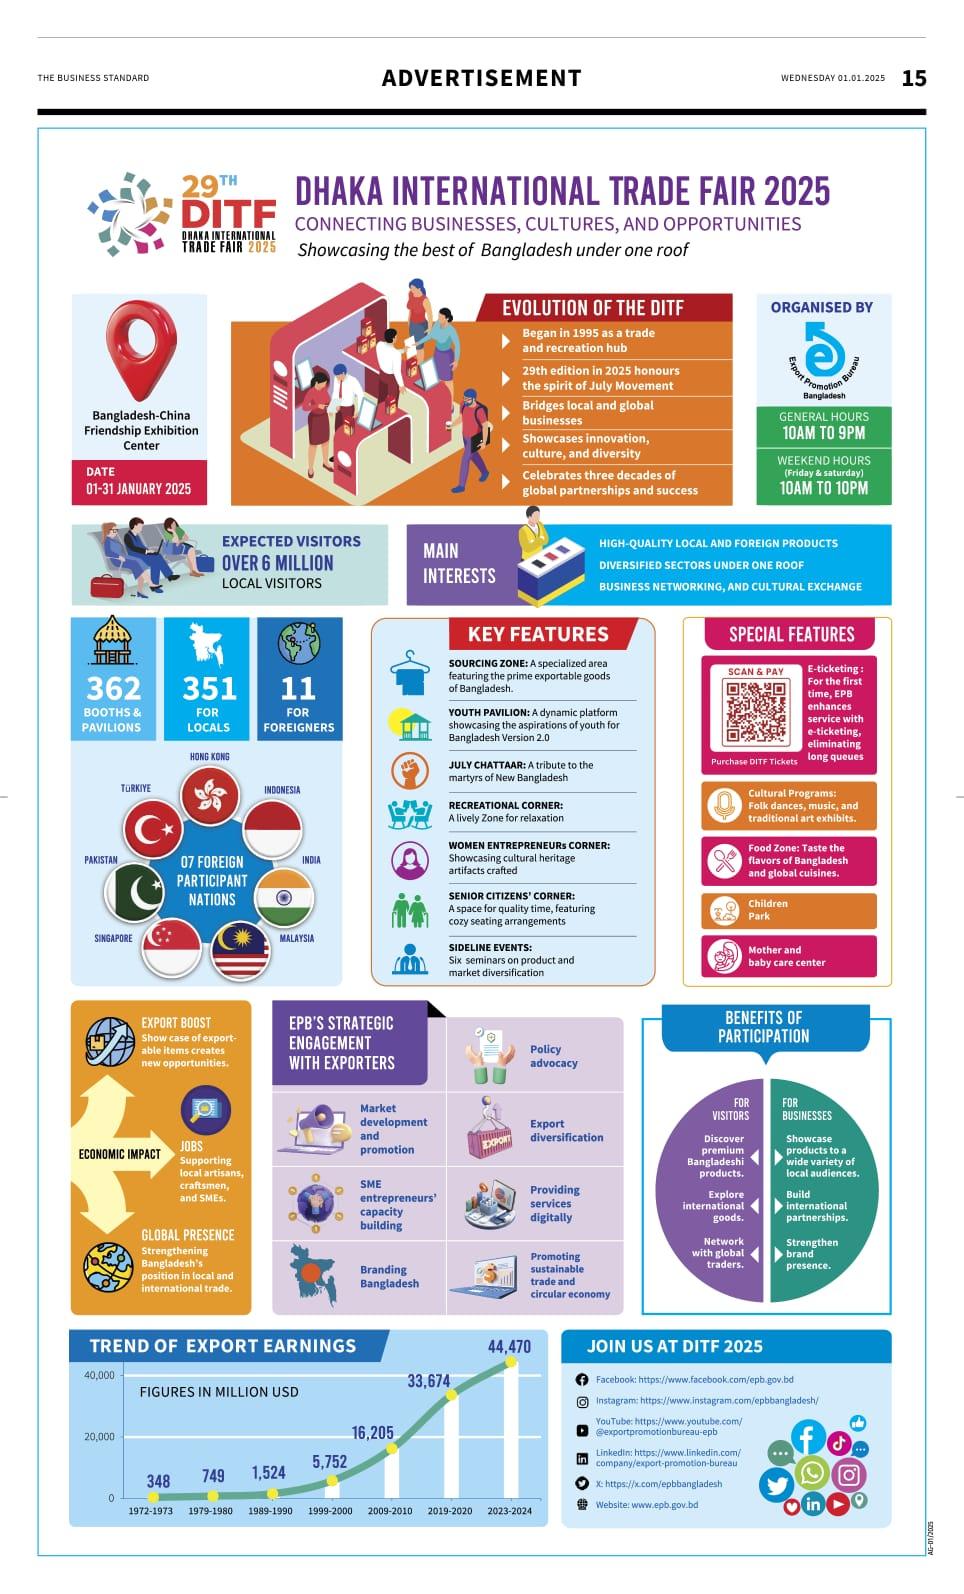 THE BUSINESS STANDARD
ADVERTISEMENT
WEDNESDAY 01.01.2025 15
29TH
DITF
DHAKA INTERNATIONAL
TRADE FAIR 2025
DHAKA INTERNATIONAL TRADE FAIR 2025
CONNECTING BUSINESSES, CULTURES, AND OPPORTUNITIES
Showcasing the best of Bangladesh under one roof
Bangladesh-China
Friendship Exhibition
Center
DATE
01-31 JANUARY 2025
EVOLUTION OF THE DITF
Began in 1995 as a trade
and recreation hub
29th edition in 2025 honours
the spirit of July Movement
Bridges local and global
businesses
Showcases innovation,
culture, and diversity
Celebrates three decades of
global partnerships and success
ORGANISED BY
Export Promotion Bureau
Bangladesh
GENERAL HOURS
10AM TO 9PM
WEEKEND HOURS
(Friday & saturday)
10AM TO 10PM
EXPECTED VISITORS
OVER 6 MILLION
LOCAL VISITORS
MAIN
INTERESTS
HIGH-QUALITY LOCAL AND FOREIGN PRODUCTS
DIVERSIFIED SECTORS UNDER ONE ROOF
BUSINESS NETWORKING, AND CULTURAL EXCHANGE
362
BOOTHS &
PAVILIONS
351
FOR
LOCALS
11
FOR
FOREIGNERS
HONG KONG
TÜRKIYE
INDONESIA
PAKISTAN
INDIA
SINGAPORE
MALAYSIA
07 FOREIGN
PARTICIPANT
NATIONS
KEY FEATURES
SOURCING ZONE: A specialized area
featuring the prime exportable goods
of Bangladesh.
YOUTH PAVILION: A dynamic platform
showcasing the aspirations of youth for
Bangladesh Version 2.0
JULY CHATTAAR: A tribute to the
martyrs of New Bangladesh
RECREATIONAL CORNER:
A lively Zone for relaxation
WOMEN ENTREPRENEURs CORNER:
Showcasing cultural heritage
artifacts crafted
SENIOR CITIZENS' CORNER:
A space for quality time, featuring
cozy seating arrangements
SIDELINE EVENTS:
Six seminars on product and
market diversification
SPECIAL FEATURES
SCAN & PAY
Purchase DITF Tickets
E-ticketing :
For the first
time, EPB
enhances
service with
e-ticketing,
eliminating
long queues
Cultural Programs:
Folk dances, music, and
traditional art exhibits.
Food Zone: Taste the
flavors of Bangladesh
and global cuisines.
Children
Park
Mother and
baby care center
EXPORT BOOST
Show case of export-
able items creates
new opportunities.
ECONOMIC IMPACT
JOBS
Supporting
local artisans,
craftsmen,
and SMEs.
GLOBAL PRESENCE
Strengthening
Bangladesh's
position in local and
international trade.
EPB'S STRATEGIC
ENGAGEMENT
WITH EXPORTERS
Policy
advocacy
Market
development
and
promotion
EXPORT
Export
diversification
SME
entrepreneurs'
capacity
building
Providing
services
digitally
Branding
Bangladesh
Promoting
sustainable
trade and
circular economy
BENEFITS OF
PARTICIPATION
FOR
VISITORS
Discover
premium
Bangladeshi
products.
Explore
international
goods.
Network
with global
traders.
FOR
BUSINESSES
Showcase
products to a
wide variety of
local audiences.
Build
international
partnerships.
Strengthen
brand
presence.
TREND OF EXPORT EARNINGS
FIGURES IN MILLION USD
40,000
20,000
0
348
749
1,524
5,752
16,205
33,674
44,470
1972-1973
1979-1980
1989-1990
1999-2000
2009-2010
2019-2020
2023-2024
JOIN US AT DITF 2025
Facebook: https://www.facebook.com/epb.gov.bd
Instagram: https://www.instagram.com/epbbangladesh/
YouTube: https://www.youtube.com/
@exportpromotionbureau-epb
LinkedIn: https://www.linkedin.com/
company/export-promotion-bureau
X: https://x.com/epbbangladesh
Website: www.epb.gov.bd
AG-01/2025